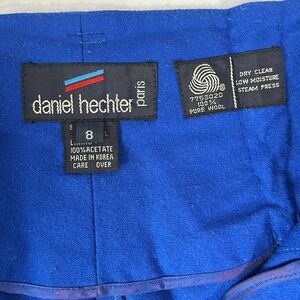 daniel hechter
paris
8
100% ACETATE
MADE IN KOREA
CARE OVER
7753020
100%
PURE WOOL
DRY CLEAN
LOW MOISTURE
STEAM PRESS